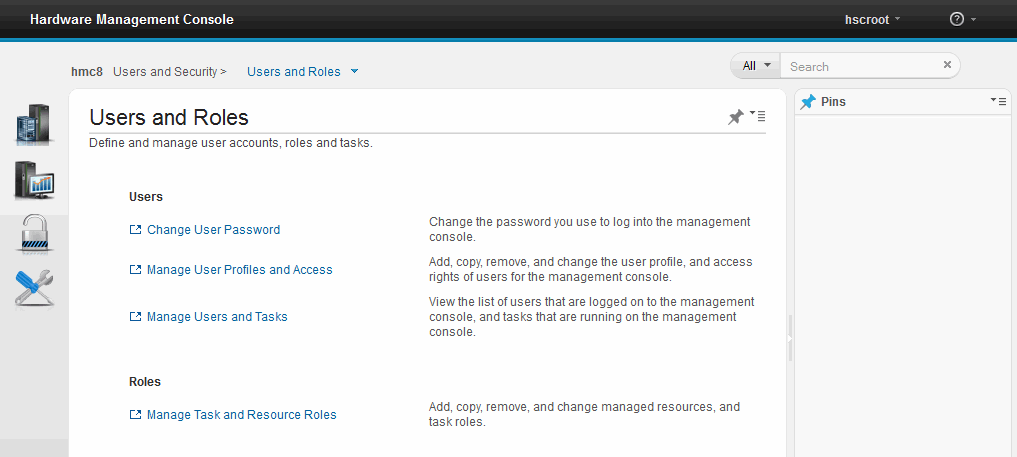 Hardware Management Console
hscroot
?
hmc8 Users and Security > Users and Roles
All Search
Users and Roles
Define and manage user accounts, roles and tasks.
Pins
Users
Change User Password
Change the password you use to log into the management
console.
Manage User Profiles and Access
Add, copy, remove, and change the user profile, and access
rights of users for the management console.
Manage Users and Tasks
View the list of users that are logged on to the management
console, and tasks that are running on the management
console.
Roles
Manage Task and Resource Roles
Add, copy, remove, and change managed resources, and
task roles.